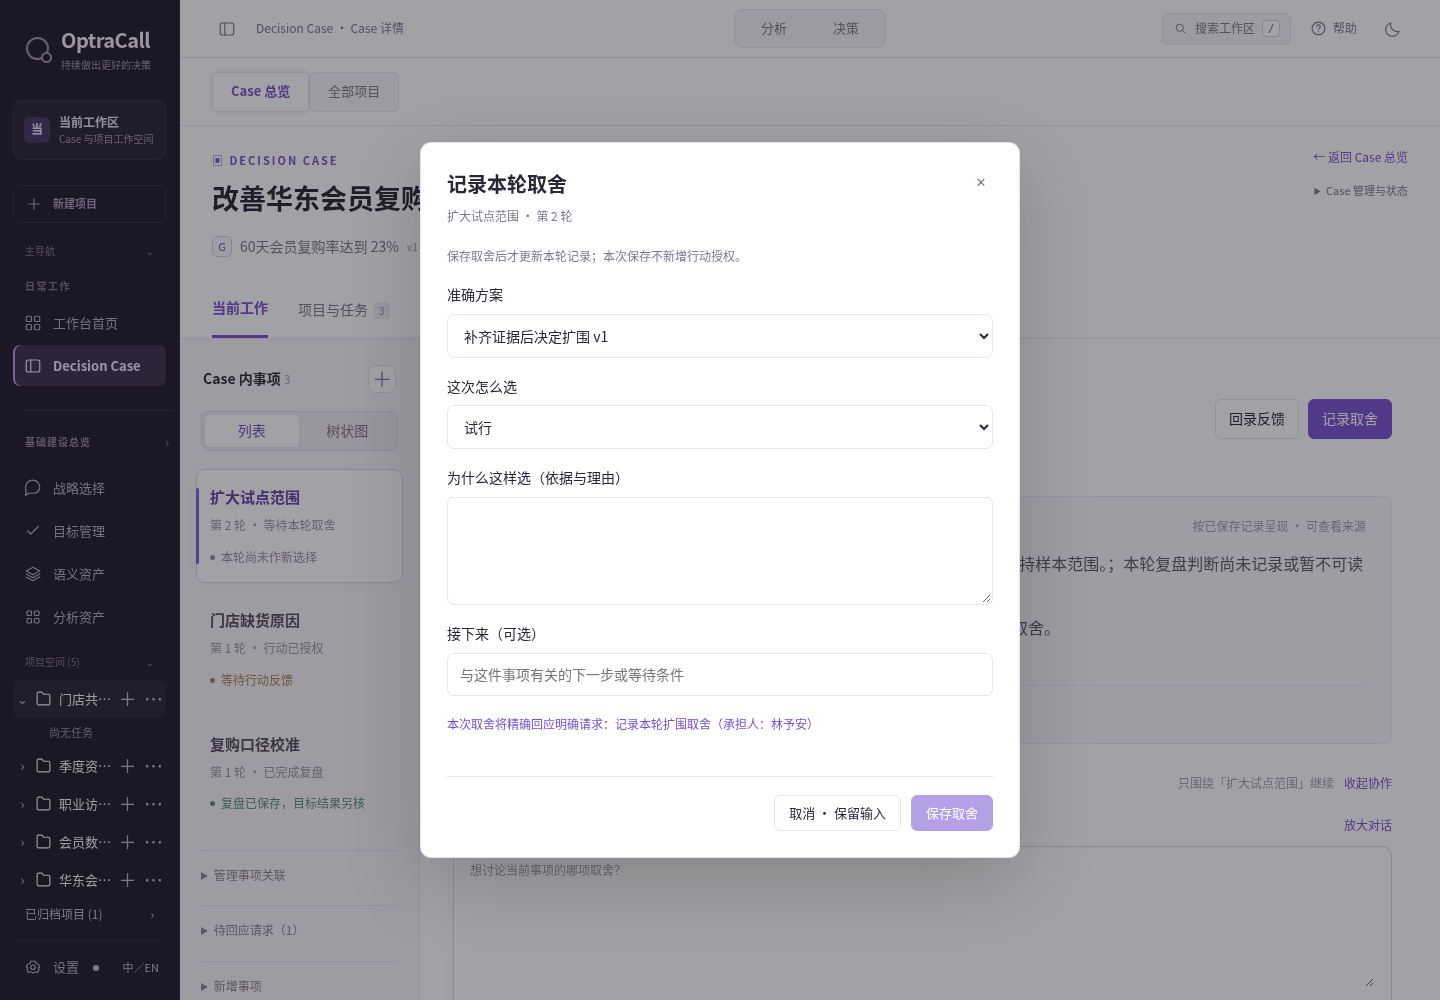 OptraCall
持续做出更好的决策
当
当前工作区
Case 与项目工作空间
新建项目
主导航
日常工作
工作台首页
Decision Case
基础建设总览
战略选择
目标管理
语义资产
分析资产
项目空间 (5)
门店共…
尚无任务
季度资…
职业访…
会员数…
华东会…
已归档项目 (1)
设置
中／EN
Decision Case · Case 详情
分析
决策
搜索工作区 /
帮助
Case 总览
全部项目
DECISION CASE
改善华东会员复购
G 60天会员复购率达到 23% v1
← 返回 Case 总览
Case 管理与状态
当前工作
项目与任务 3
Case 内事项 3
列表
树状图
扩大试点范围
第 2 轮 · 等待本轮取舍
本轮尚未作新选择
门店缺货原因
第 1 轮 · 行动已授权
等待行动反馈
复购口径校准
第 1 轮 · 已完成复盘
复盘已保存，目标结果另核
管理事项关联
待回应请求（1）
新增事项
回录反馈
记录取舍
按已保存记录呈现 · 可查看来源
持样本范围。；本轮复盘判断尚未记录或暂不可读
取舍。
只围绕「扩大试点范围」继续
收起协作
放大对话
想讨论当前事项的哪项取舍？
记录本轮取舍
×
扩大试点范围 · 第 2 轮
保存取舍后才更新本轮记录；本次保存不新增行动授权。
准确方案
补齐证据后决定扩围 v1
这次怎么选
试行
为什么这样选（依据与理由）
接下来（可选）
与这件事项有关的下一步或等待条件
本次取舍将精确回应明确请求：记录本轮扩围取舍（承担人：林予安）
取消 · 保留输入
保存取舍